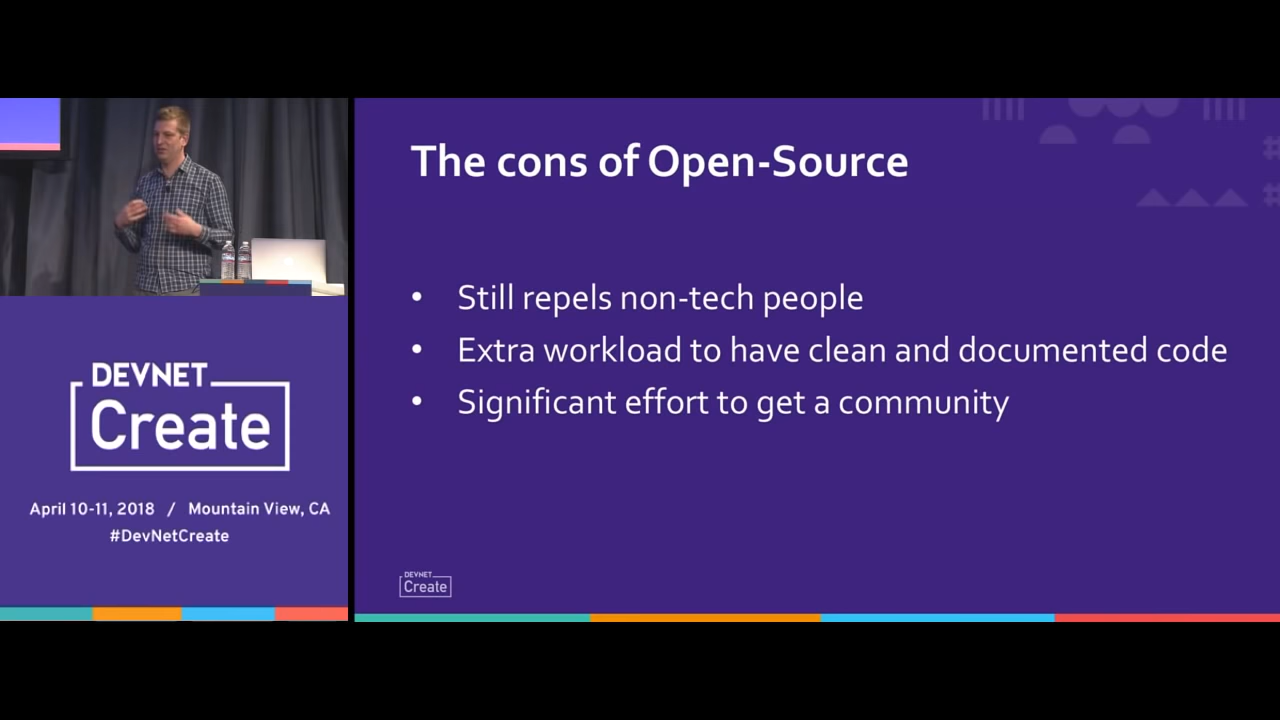 The cons of Open-Source
• Still repels non-tech people
• Extra workload to have clean and documented code
• Significant effort to get a community
DEVNET
Create
DEVNET
Create
April 10-11, 2018 / Mountain View, CA
#DevNetCreate